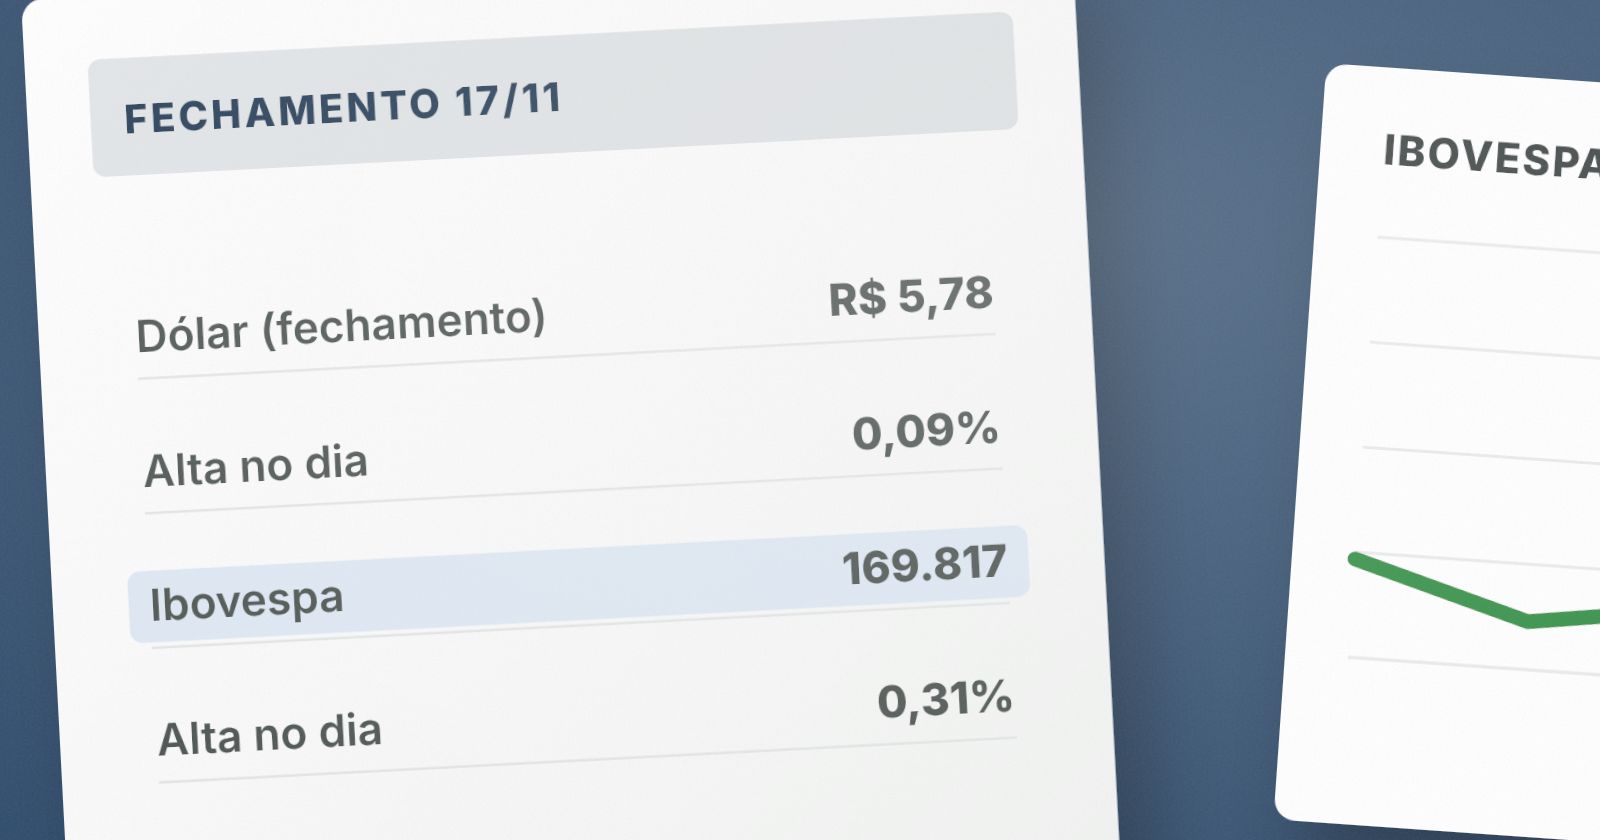 FECHAMENTO 17/11
Dólar (fechamento) R$ 5,78
Alta no dia 0,09%
Ibovespa 169.817
Alta no dia 0,31%
IBOVESPA